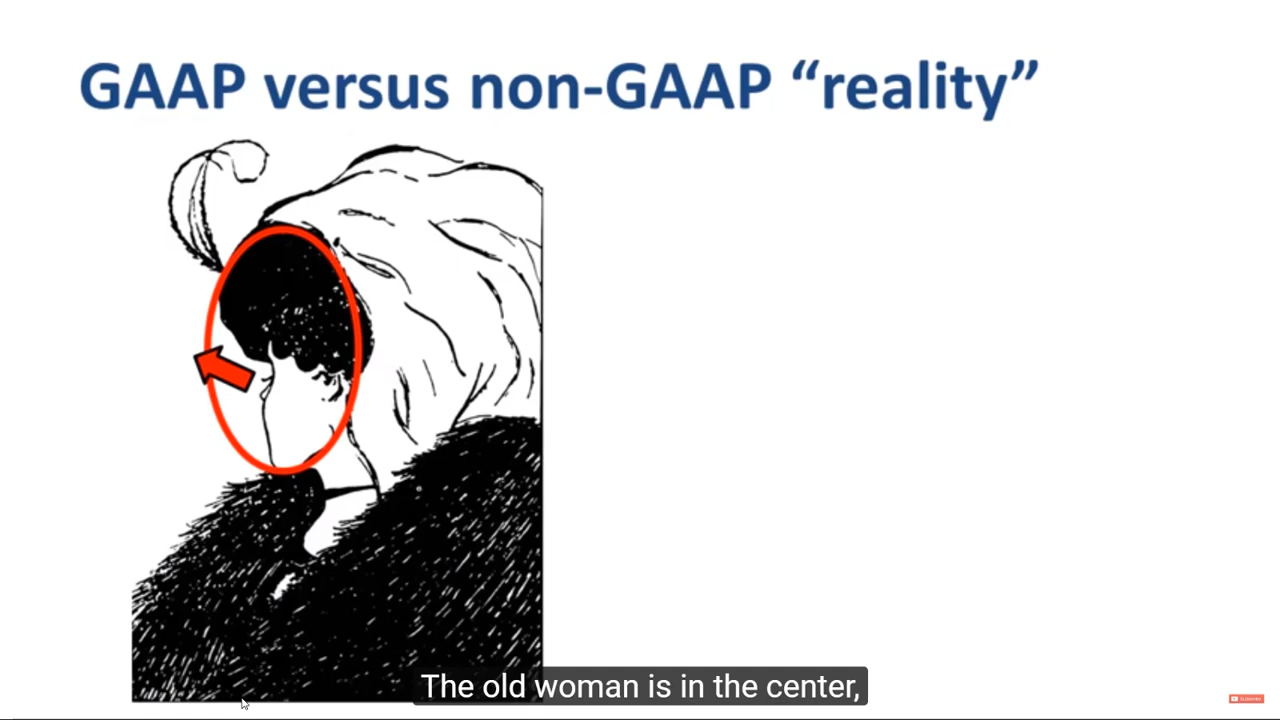 GAAP versus non-GAAP “reality”
The old woman is in the center,